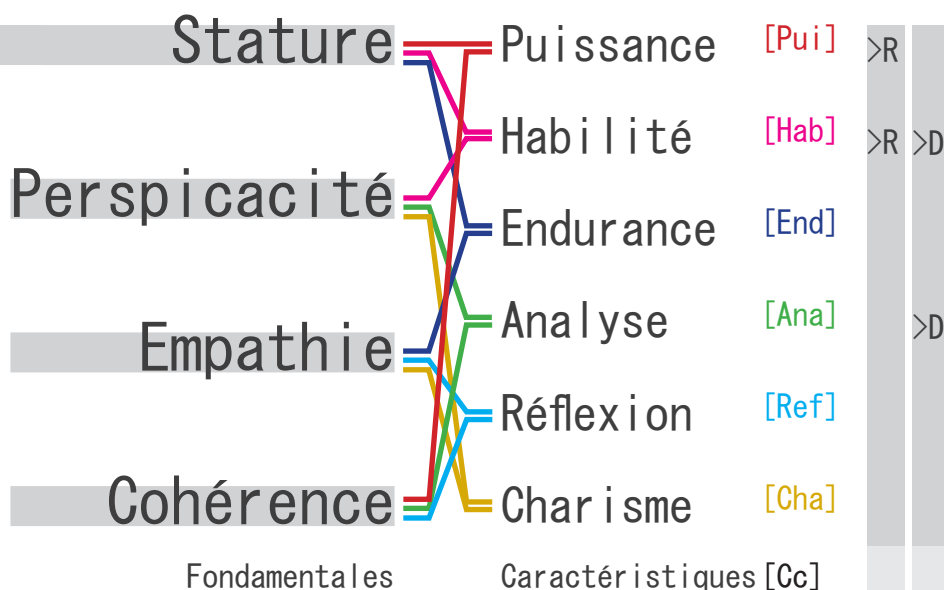 Stature
Puissance [Pui] >R
Habilité [Hab] >R >D
Perspicacité
Endurance [End]
Analyse [Ana] >D
Empathie
Réflexion [Ref]
Cohérence
Charisme [Cha]
Fondamentales
Caractéristiques [Cc]